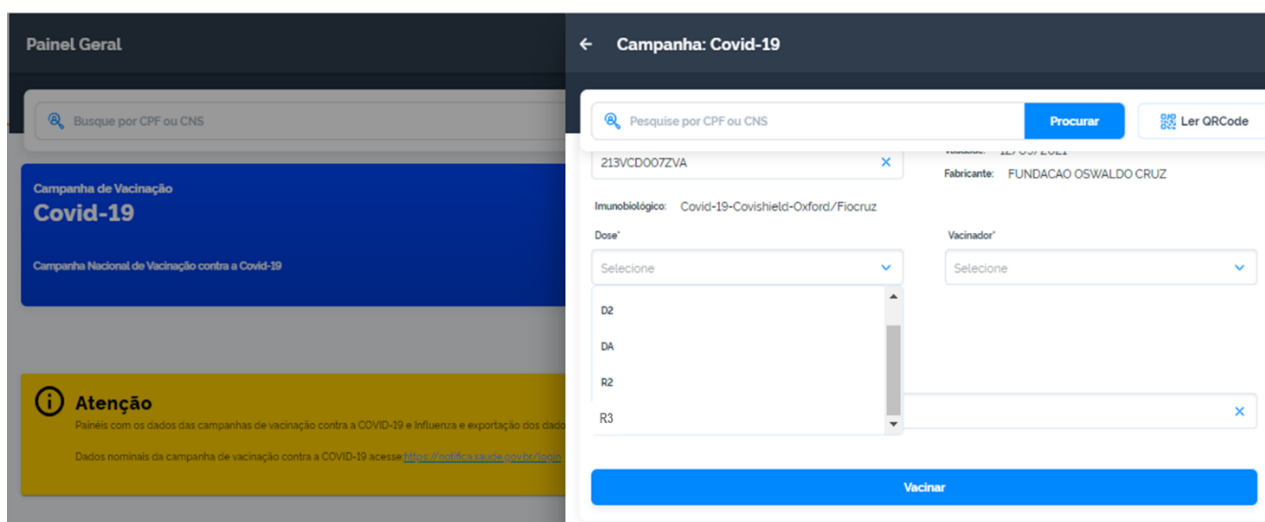 Painel Geral
Busque por CPF ou CNS
Campanha de Vacinação
Covid-19
Campanha Nacional de Vacinação contra a Covid-19
Atenção
Painéis com os dados das campanhas de vacinação contra a COVID-19 e Influenza e exportação dos dado
Dados nominais da campanha de vacinação contra a COVID-19 acesse:https://notifica.saude.gov.br/login
Campanha: Covid-19
Pesquise por CPF ou CNS
Procurar
Ler QRCode
213VCD007ZVA
Fabricante: FUNDACAO OSWALDO CRUZ
Imunobiológico: Covid-19-Covishield-Oxford/Fiocruz
Dose*
Vacinador*
Selecione
Selecione
D2
DA
R2
R3
Vacinar